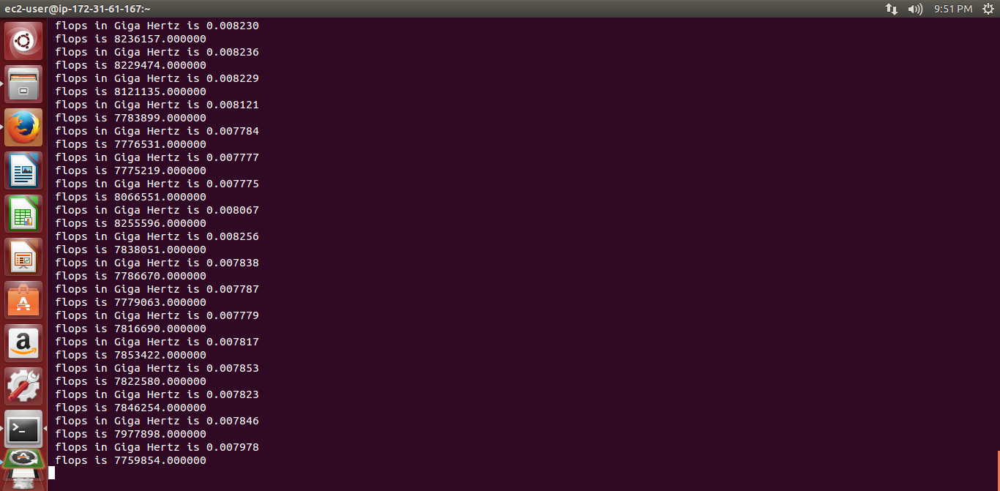 ec2-user@ip-172-31-61-167:~
9:51 PM
flops in Giga Hertz is 0.008230
flops is 8236157.000000
flops in Giga Hertz is 0.008236
flops is 8229474.000000
flops in Giga Hertz is 0.008229
flops is 8121135.000000
flops in Giga Hertz is 0.008121
flops is 7783899.000000
flops in Giga Hertz is 0.007784
flops is 7776531.000000
flops in Giga Hertz is 0.007777
flops is 7775219.000000
flops in Giga Hertz is 0.007775
flops is 8066551.000000
flops in Giga Hertz is 0.008067
flops is 8255596.000000
flops in Giga Hertz is 0.008256
flops is 7838051.000000
flops in Giga Hertz is 0.007838
flops is 7786670.000000
flops in Giga Hertz is 0.007787
flops is 7779063.000000
flops in Giga Hertz is 0.007779
flops is 7816690.000000
flops in Giga Hertz is 0.007817
flops is 7853422.000000
flops in Giga Hertz is 0.007853
flops is 7822580.000000
flops in Giga Hertz is 0.007823
flops is 7846254.000000
flops in Giga Hertz is 0.007846
flops is 7977898.000000
flops in Giga Hertz is 0.007978
flops is 7759854.000000